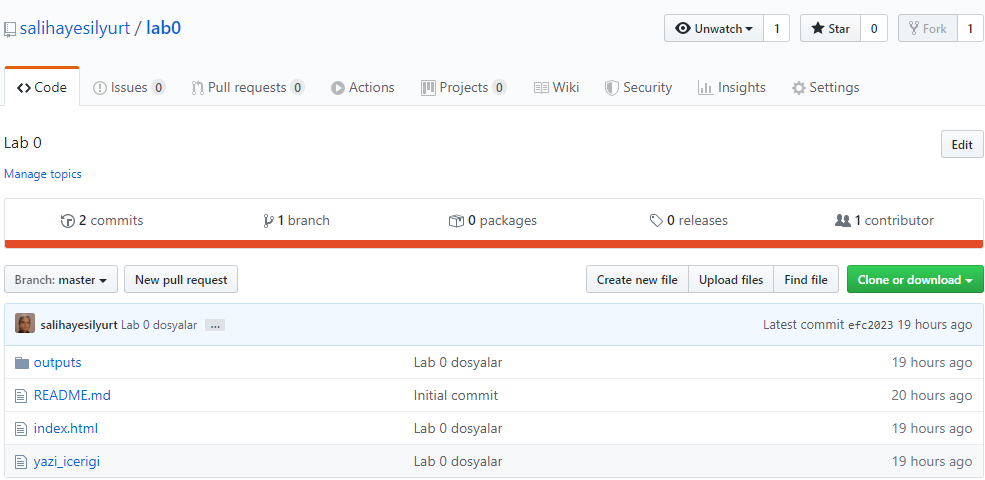 salihayesilyurt / lab0
Unwatch 1 Star 0 Fork 1
Code Issues 0 Pull requests 0 Actions Projects 0 Wiki Security Insights Settings
Lab 0 Edit
Manage topics
2 commits 1 branch 0 packages 0 releases 1 contributor
Branch: master New pull request Create new file Upload files Find file Clone or download
salihayesilyurt Lab 0 dosyalar ... Latest commit efc2023 19 hours ago
outputs Lab 0 dosyalar 19 hours ago
README.md Initial commit 20 hours ago
index.html Lab 0 dosyalar 19 hours ago
yazi_icerigi Lab 0 dosyalar 19 hours ago